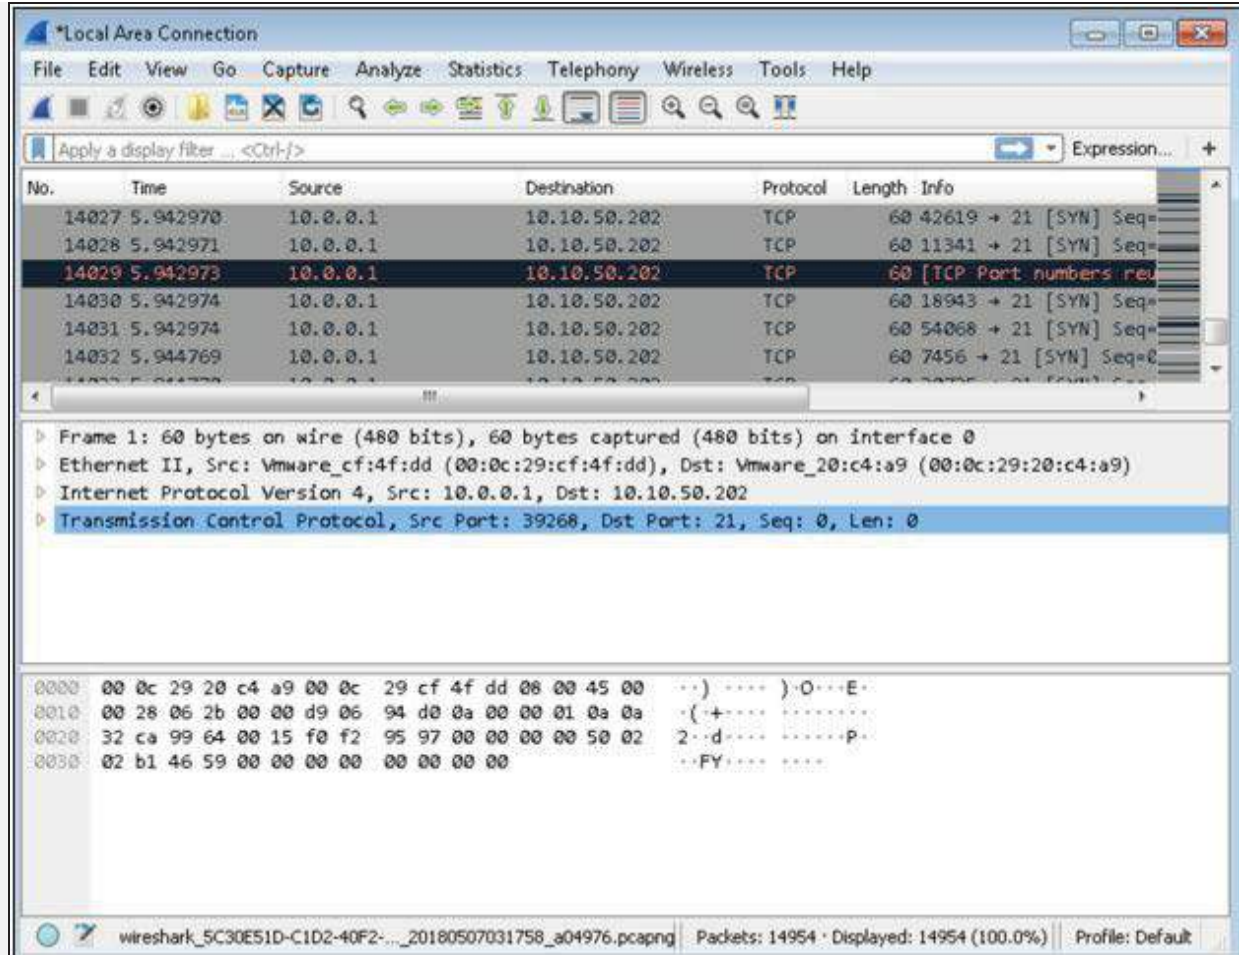 *Local Area Connection
File Edit View Go Capture Analyze Statistics Telephony Wireless Tools Help
Apply a display filter ... <Ctrl-/> Expression... +
No. Time Source Destination Protocol Length Info
14027 5.942970 10.0.0.1 10.10.50.202 TCP 60 42619 → 21 [SYN] Seq=
14028 5.942971 10.0.0.1 10.10.50.202 TCP 60 11341 → 21 [SYN] Seq=
14029 5.942973 10.0.0.1 10.10.50.202 TCP 60 [TCP Port numbers reu
14030 5.942974 10.0.0.1 10.10.50.202 TCP 60 18943 → 21 [SYN] Seq=
14031 5.942974 10.0.0.1 10.10.50.202 TCP 60 54068 → 21 [SYN] Seq=
14032 5.944769 10.0.0.1 10.10.50.202 TCP 60 7456 → 21 [SYN] Seq=0
Frame 1: 60 bytes on wire (480 bits), 60 bytes captured (480 bits) on interface 0
Ethernet II, Src: Vmware_cf:4f:dd (00:0c:29:cf:4f:dd), Dst: Vmware_20:c4:a9 (00:0c:29:20:c4:a9)
Internet Protocol Version 4, Src: 10.0.0.1, Dst: 10.10.50.202
Transmission Control Protocol, Src Port: 39268, Dst Port: 21, Seq: 0, Len: 0
0000 00 0c 29 20 c4 a9 00 0c 29 cf 4f dd 08 00 45 00 ··) ···· )·O···E·
0010 00 28 06 2b 00 00 d9 06 94 d0 0a 00 00 01 0a 0a ·(·+···· ········
0020 32 ca 99 64 00 15 f0 f2 95 97 00 00 00 00 50 02 2··d···· ······P·
0030 02 b1 46 59 00 00 00 00 00 00 00 00 ··FY···· ····
wireshark_5C30E51D-C1D2-40F2-..._20180507031758_a04976.pcapng Packets: 14954 · Displayed: 14954 (100.0%) Profile: Default